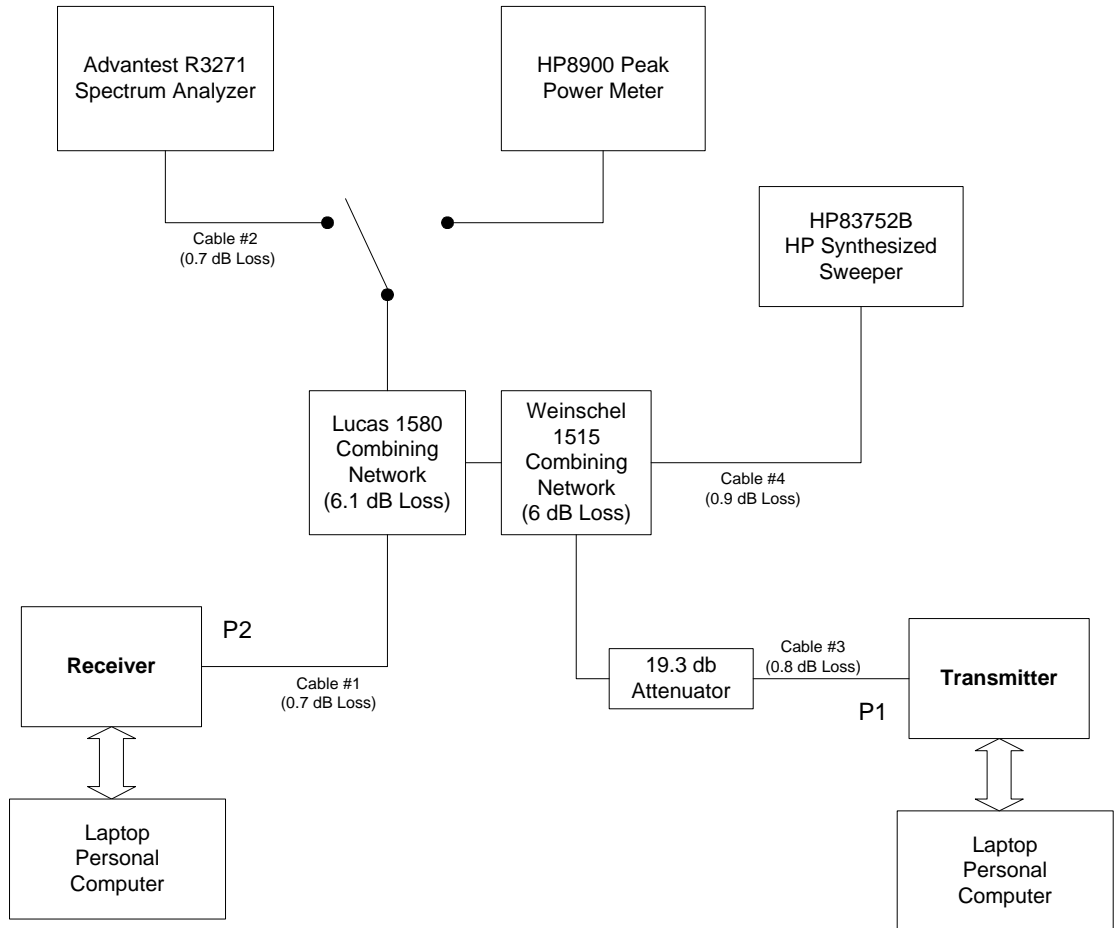 Advantest R3271
Spectrum Analyzer
HP8900 Peak
Power Meter
HP83752B
HP Synthesized
Sweeper
Cable #2
(0.7 dB Loss)
Lucas 1580
Combining
Network
(6.1 dB Loss)
Weinschel
1515
Combining
Network
(6 dB Loss)
Cable #4
(0.9 dB Loss)
Receiver
P2
Cable #1
(0.7 dB Loss)
19.3 db
Attenuator
Cable #3
(0.8 dB Loss)
P1
Transmitter
Laptop
Personal
Computer
Laptop
Personal
Computer